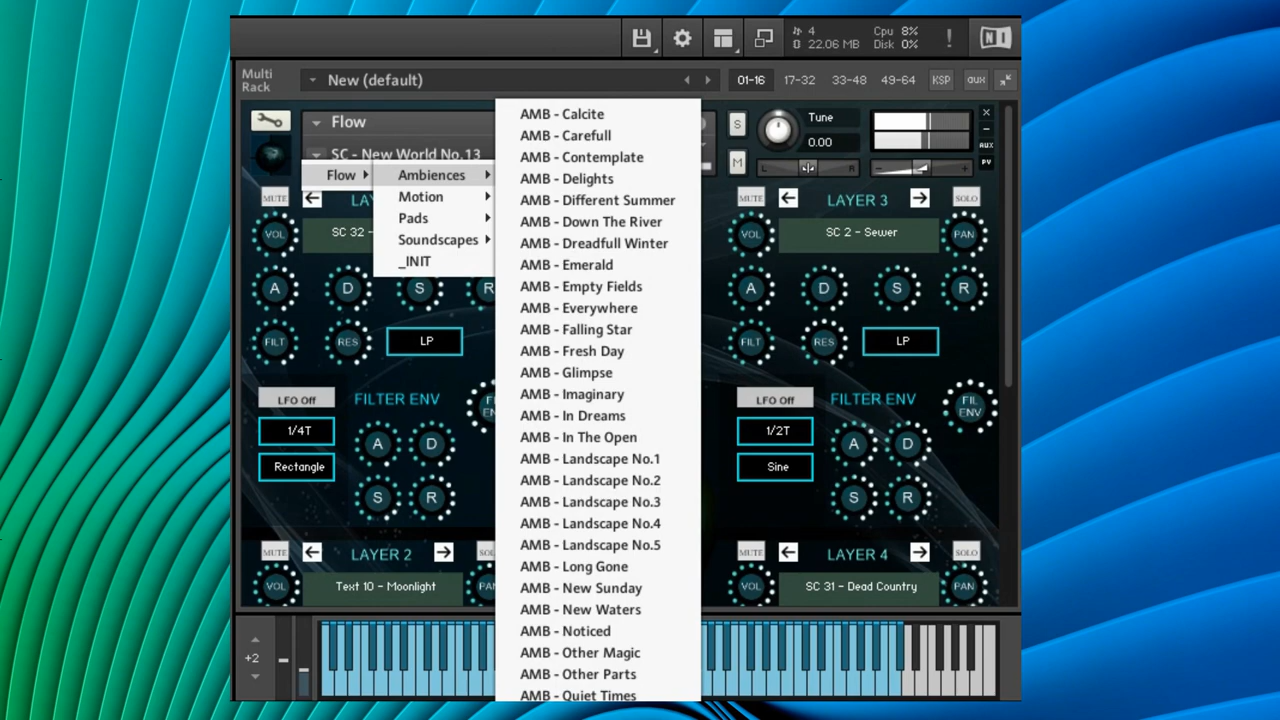 4
22.06 MB
Cpu 8%
Disk 0%
!
NI
Multi
Rack
New (default)
01-16
17-32
33-48
49-64
KSP
aux
Flow
SC - New World No.13
S
M
Tune
0.00
L
R
AUX
PV
Flow
Ambiences
Motion
Pads
Soundscapes
_INIT
AMB - Calcite
AMB - Carefull
AMB - Contemplate
AMB - Delights
AMB - Different Summer
AMB - Down The River
AMB - Dreadfull Winter
AMB - Emerald
AMB - Empty Fields
AMB - Everywhere
AMB - Falling Star
AMB - Fresh Day
AMB - Glimpse
AMB - Imaginary
AMB - In Dreams
AMB - In The Open
AMB - Landscape No.1
AMB - Landscape No.2
AMB - Landscape No.3
AMB - Landscape No.4
AMB - Landscape No.5
AMB - Long Gone
AMB - New Sunday
AMB - New Waters
AMB - Noticed
AMB - Other Magic
AMB - Other Parts
AMB - Quiet Times
MUTE
VOL
SC 32 -
A
D
S
R
FILT
RES
LP
LFO Off
FILTER ENV
1/4T
Rectangle
A
D
S
R
MUTE
LAYER 2
VOL
Text 10 - Moonlight
MUTE
LAYER 3
SOLO
VOL
SC 2 - Sewer
PAN
A
D
S
R
FILT
RES
LP
LFO Off
FILTER ENV
FIL
ENV
1/2T
Sine
A
D
S
R
MUTE
LAYER 4
SOLO
VOL
SC 31 - Dead Country
PAN
+2